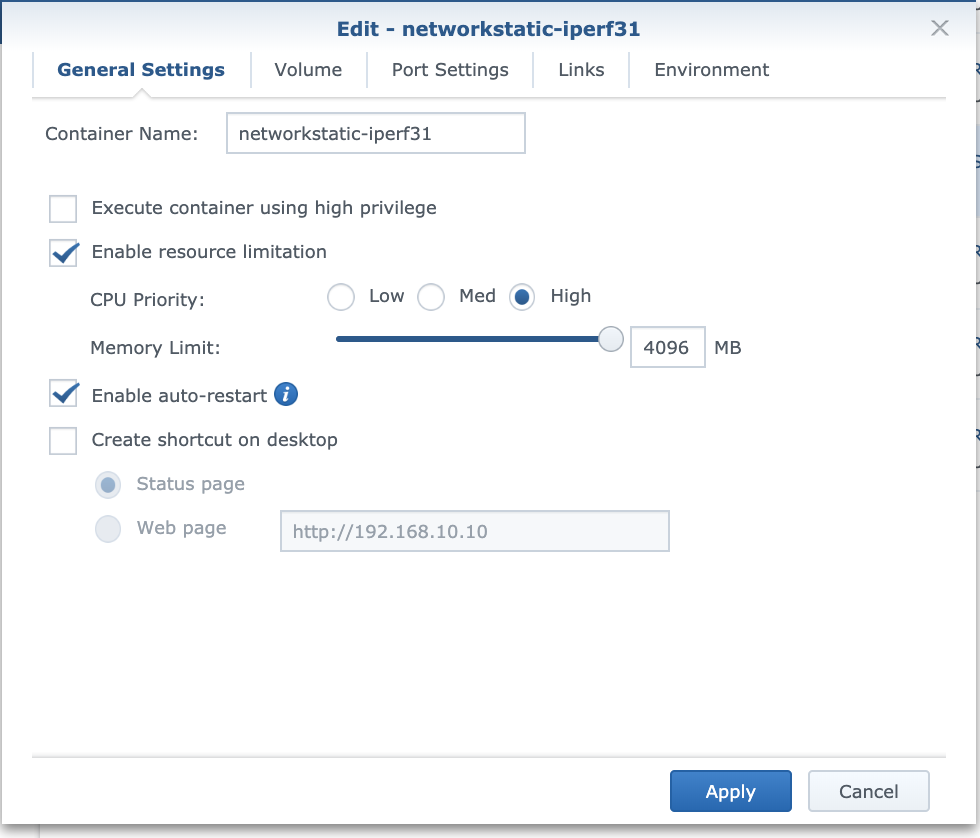 Edit - networkstatic-iperf31
General Settings Volume Port Settings Links Environment
Container Name: networkstatic-iperf31
Execute container using high privilege
Enable resource limitation
CPU Priority: Low Med High
Memory Limit: 4096 MB
Enable auto-restart i
Create shortcut on desktop
Status page
Web page http://192.168.10.10
Apply Cancel